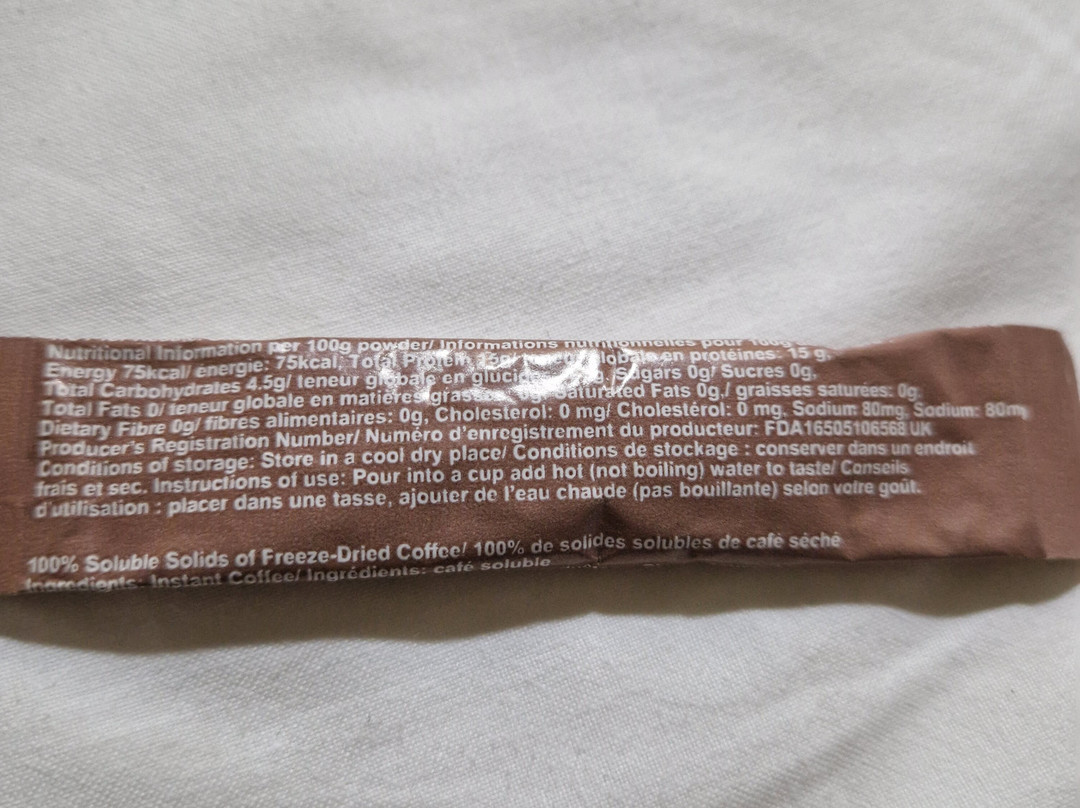 Nutritional Information per 100g powder/ Informations nutritionnelles pour 100g
Energy 75kcal/ énergie: 75kcal, Total Protein 15g/ globale en protéines: 15 g,
Total Carbohydrates 4.5g/ teneur globale en Sugars 0g/ Sucres 0g,
Total Fats 0/ teneur globale en matières Saturated Fats 0g./ graisses saturées: 0g,
Dietary Fibre 0g/ fibres alimentaires: 0g, Cholesterol: 0 mg/ Cholestérol: 0 mg, Sodium 80mg, Sodium: 80mg
Producer's Registration Number/ Numéro d'enregistrement du producteur: FDA16505106568 UK
Conditions of storage: Store in a cool dry place/ Conditions de stockage : conserver dans un endroit
frais et sec. Instructions of use: Pour into a cup add hot (not boiling) water to taste/ Conseils
d'utilisation : placer dans une tasse, ajouter de l'eau chaude (pas bouillante) selon votre goût.
100% Soluble Solids of Freeze-Dried Coffee/ 100% de solides solubles de café séché
Ingredients: Instant Coffee/ Ingrédients: café soluble